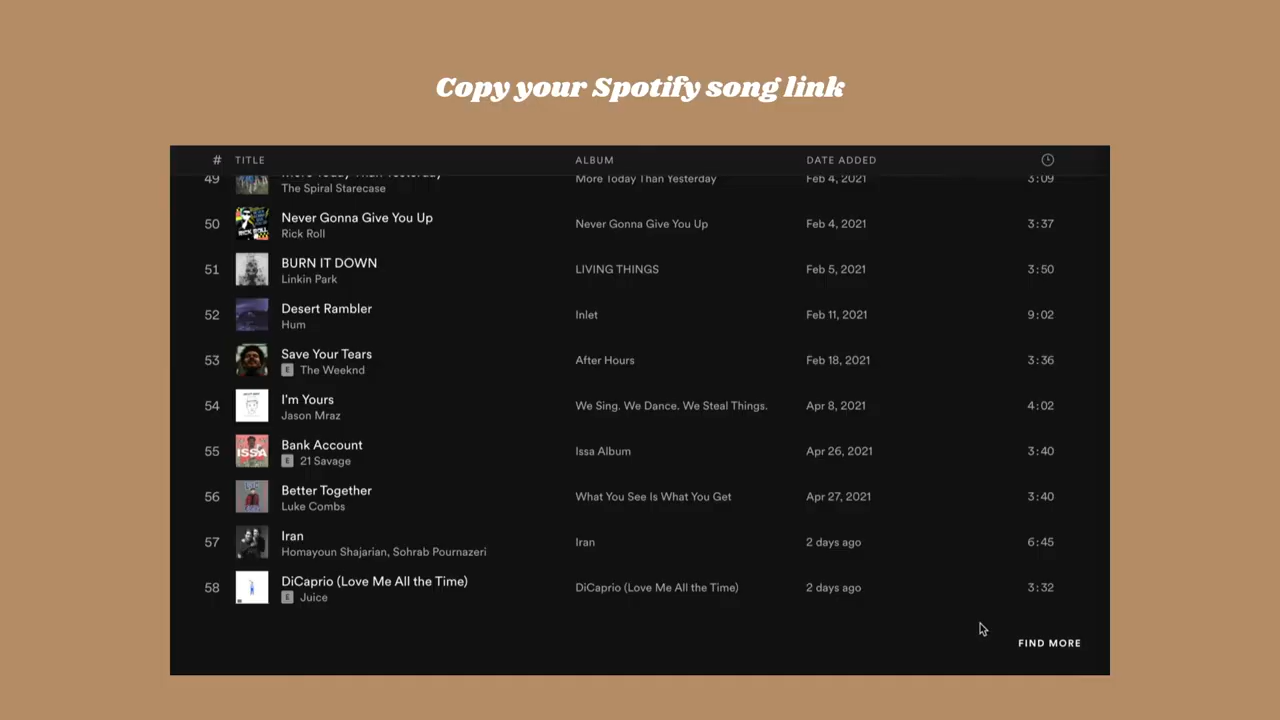 Copy your Spotify song link
# TITLE ALBUM DATE ADDED
49 More Today Than Yesterday More Today Than Yesterday Feb 4, 2021 3:09
The Spiral Starecase
50 Never Gonna Give You Up Never Gonna Give You Up Feb 4, 2021 3:37
Rick Roll
RICK ROLL
51 BURN IT DOWN LIVING THINGS Feb 5, 2021 3:50
Linkin Park
52 Desert Rambler Inlet Feb 11, 2021 9:02
Hum
53 Save Your Tears After Hours Feb 18, 2021 3:36
E The Weeknd
54 I'm Yours We Sing. We Dance. We Steal Things. Apr 8, 2021 4:02
Jason Mraz
55 Bank Account Issa Album Apr 26, 2021 3:40
ISSA
E 21 Savage
56 Better Together What You See Is What You Get Apr 27, 2021 3:40
Luke Combs
57 Iran Iran 2 days ago 6:45
Homayoun Shajarian, Sohrab Pournazeri
58 DiCaprio (Love Me All the Time) DiCaprio (Love Me All the Time) 2 days ago 3:32
E Juice
FIND MORE